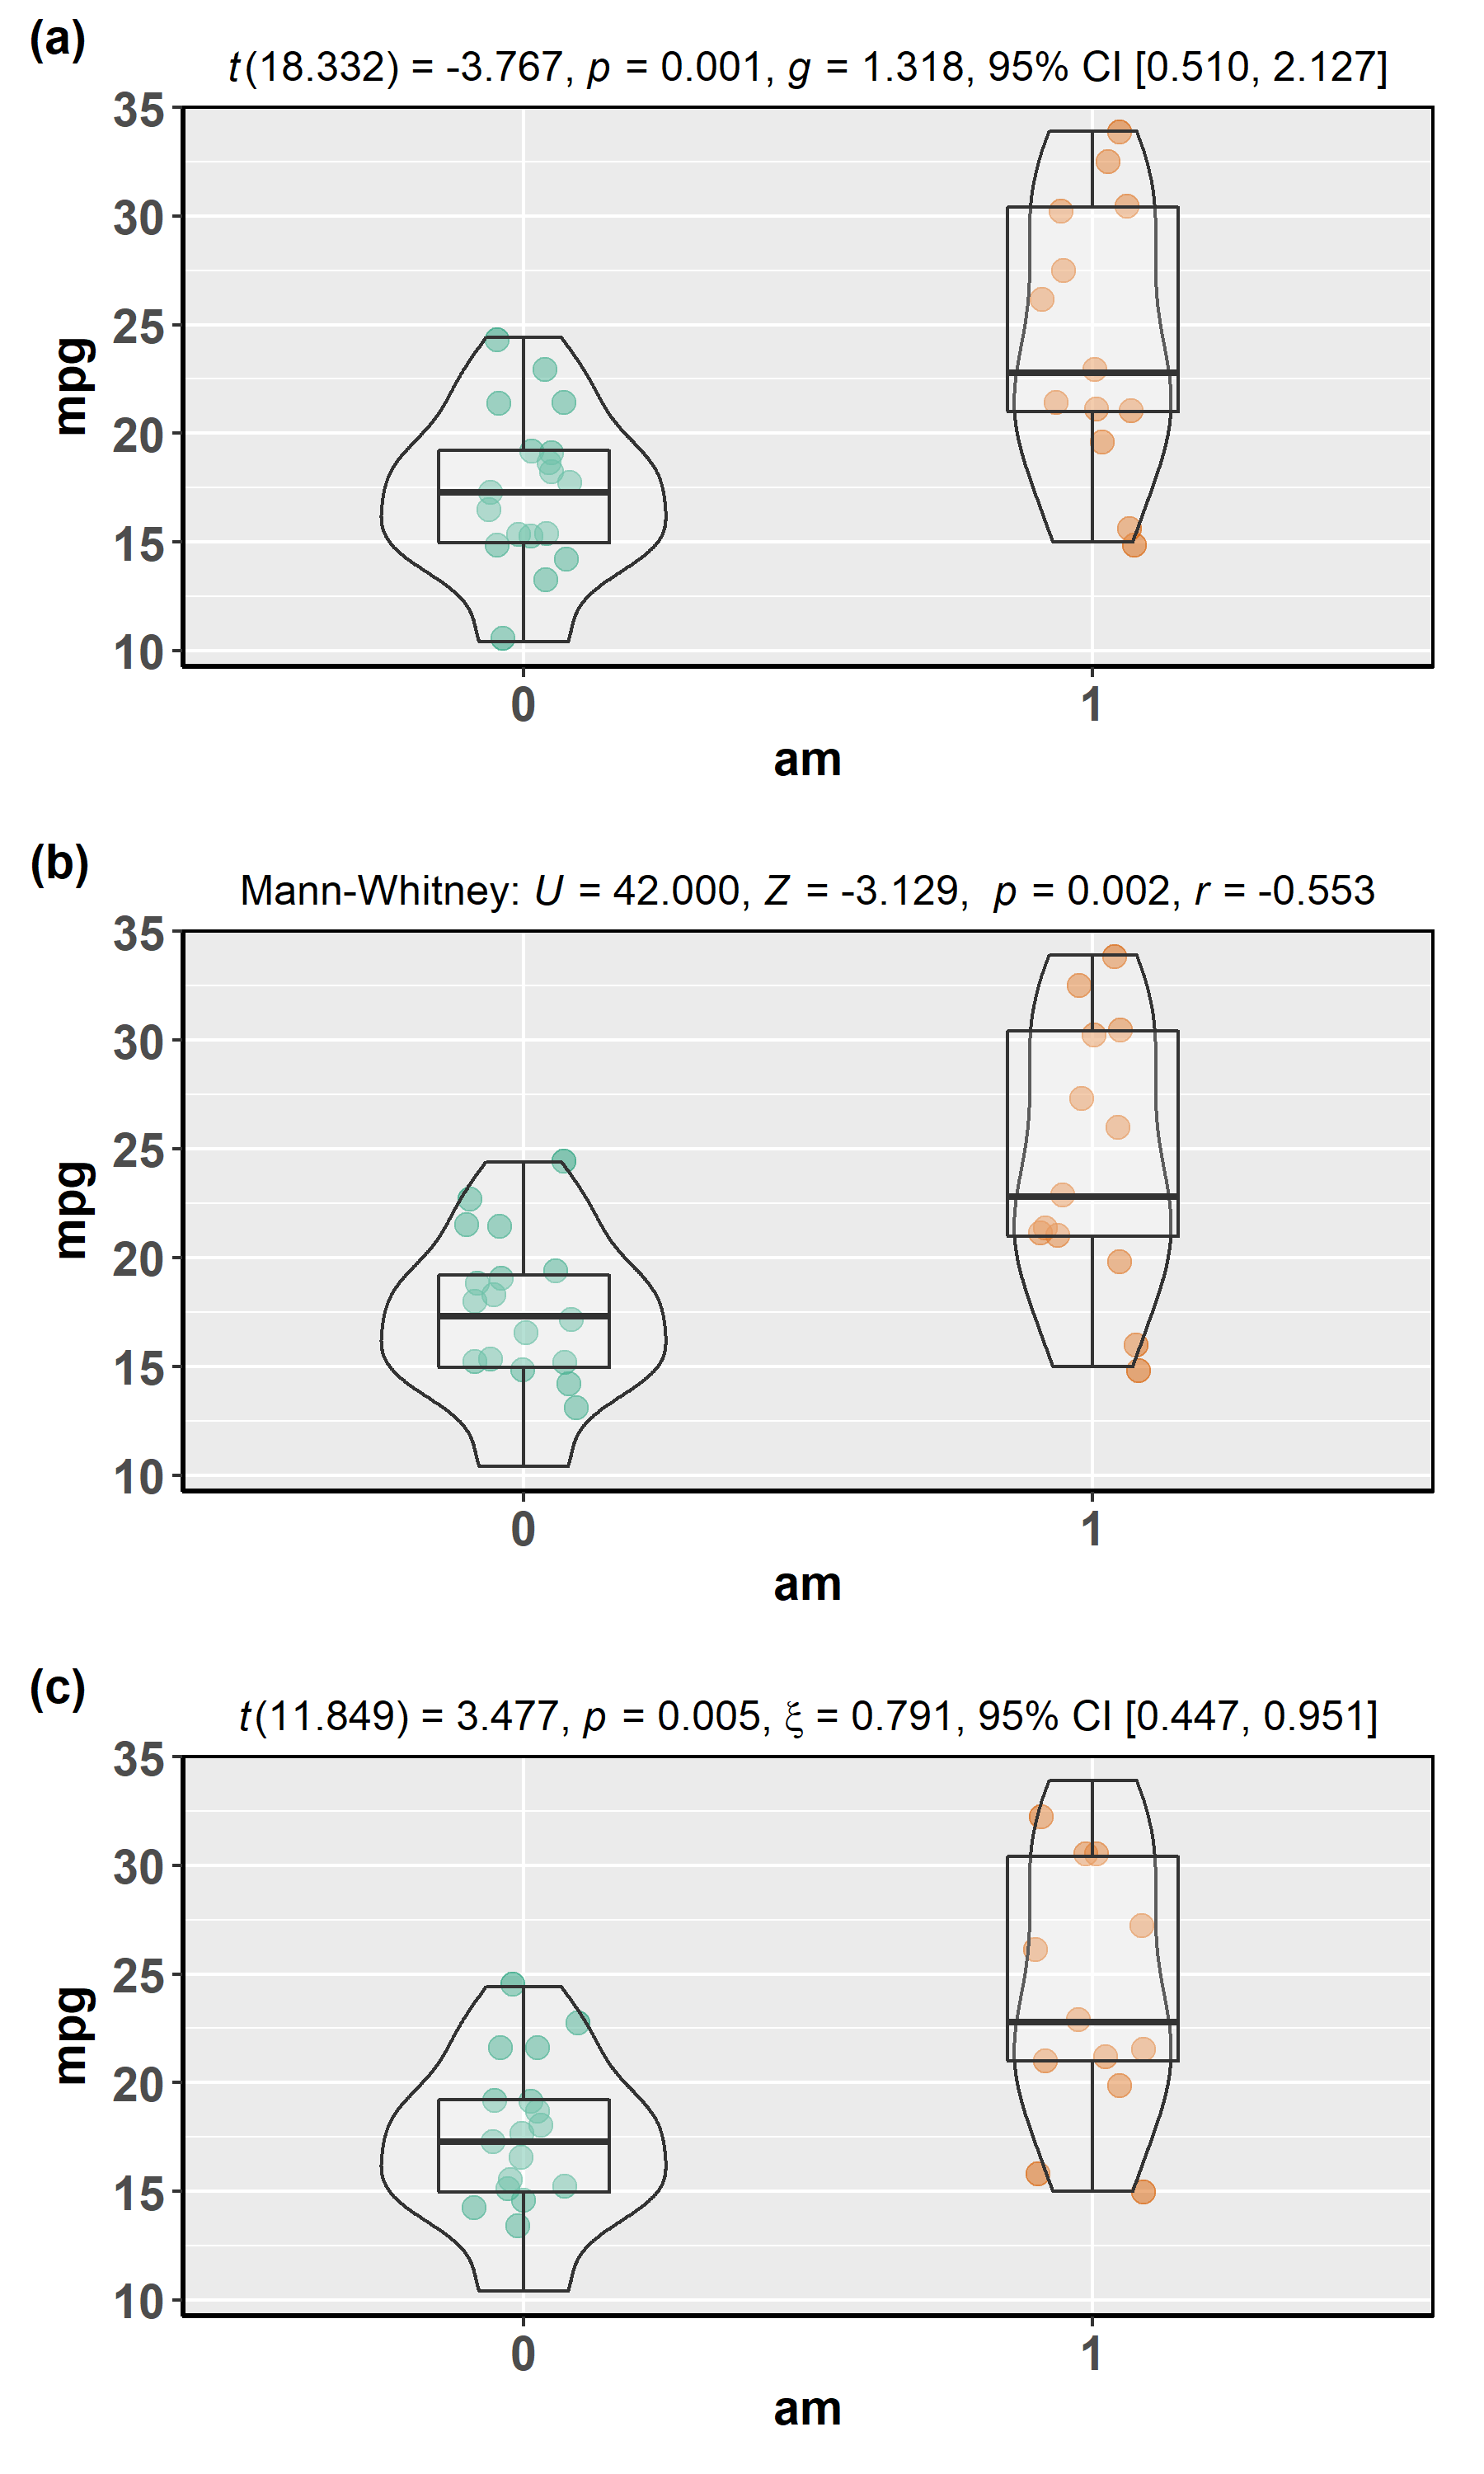 (a)
t(18.332) = -3.767, p = 0.001, g = 1.318, 95% CI [0.510, 2.127]
35
30
25
20
15
10
mpg
0 1
am
(b)
Mann-Whitney: U = 42.000, Z = -3.129, p = 0.002, r = -0.553
35
30
25
20
15
10
mpg
0 1
am
(c)
t(11.849) = 3.477, p = 0.005, ξ = 0.791, 95% CI [0.447, 0.951]
35
30
25
20
15
10
mpg
0 1
am